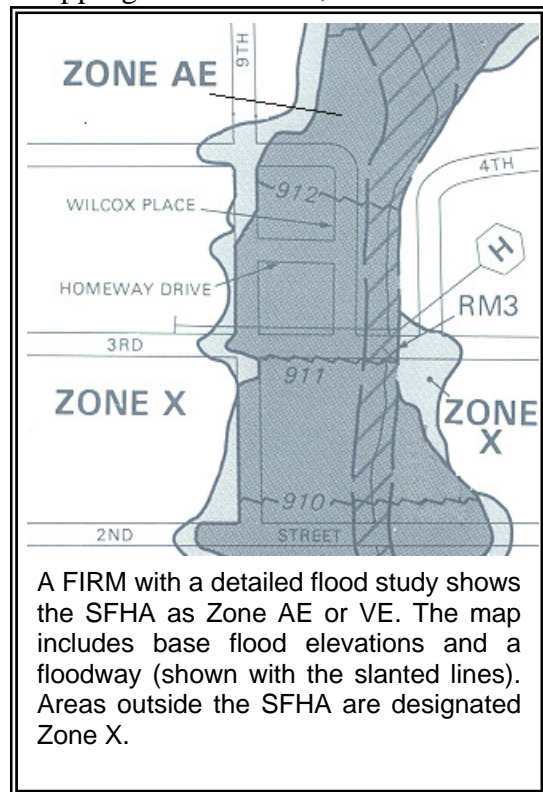 ZONE AE
9TH
912
4TH
WILCOX PLACE
H
HOMEWAY DRIVE
RM3
3RD
911
ZONE X
ZONE
X
910
2ND
STREET
A FIRM with a detailed flood study shows
the SFHA as Zone AE or VE. The map
includes base flood elevations and a
floodway (shown with the slanted lines).
Areas outside the SFHA are designated
Zone X.